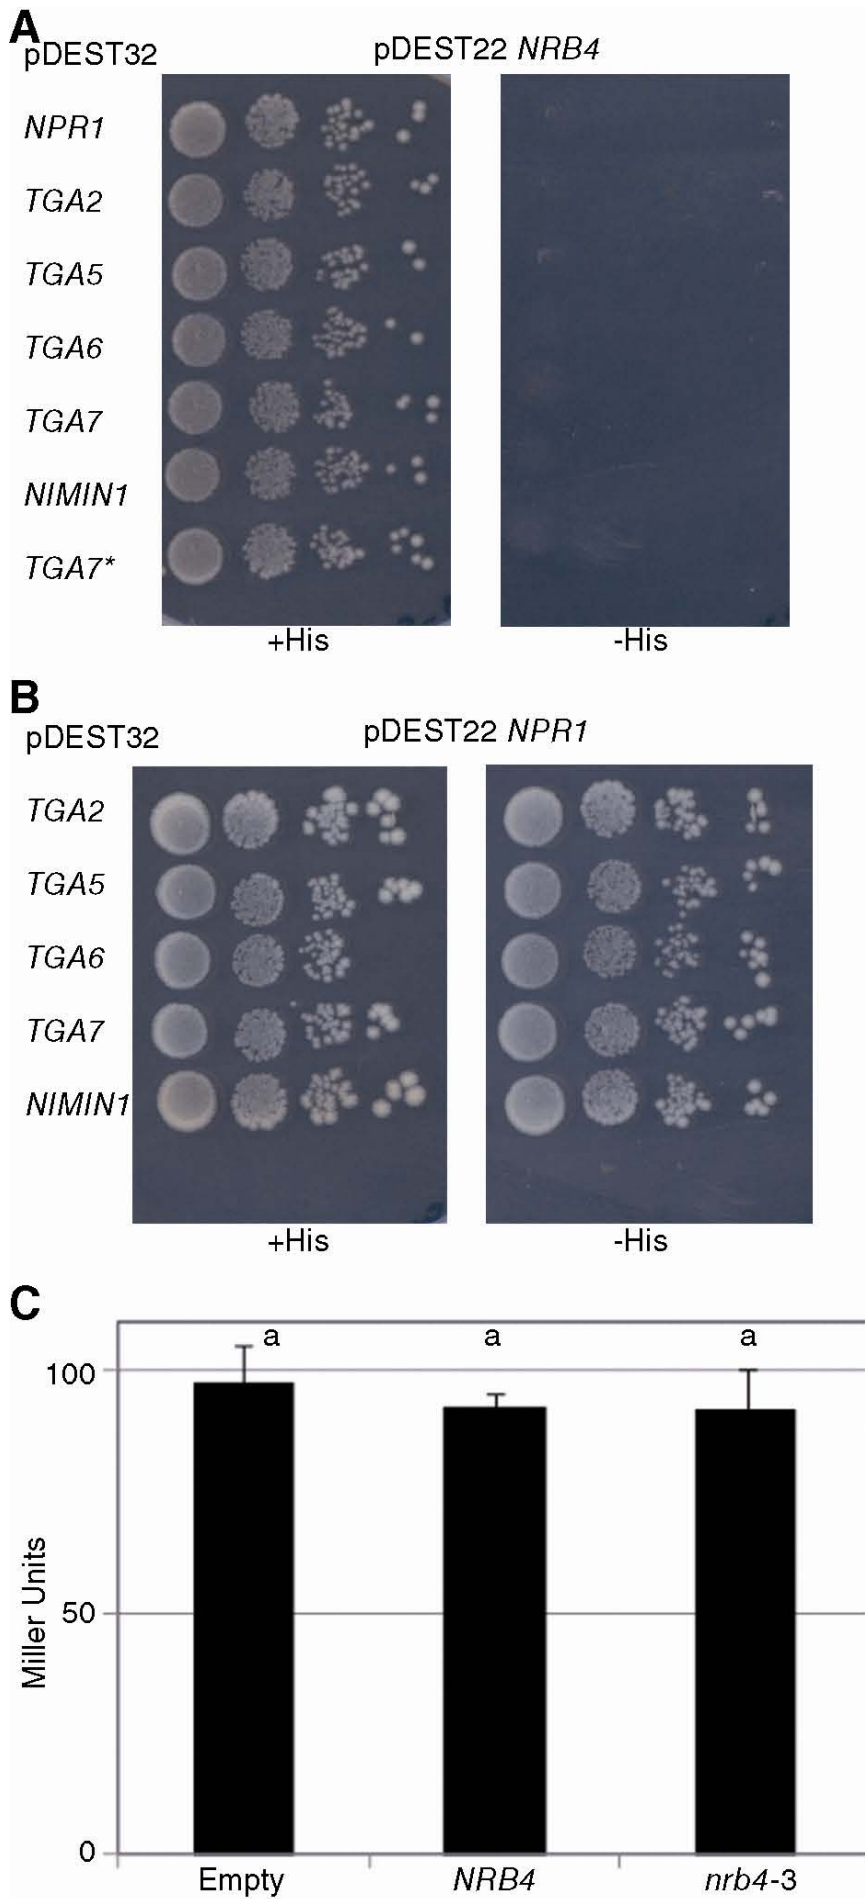 A
pDEST32 pDEST22 NRB4
NPR1
TGA2
TGA5
TGA6
TGA7
NIMIN1
TGA7*
+His -His
B
pDEST32 pDEST22 NPR1
TGA2
TGA5
TGA6
TGA7
NIMIN1
+His -His
C
a a a
100
50
0
Miller Units
Empty NRB4 nrb4-3